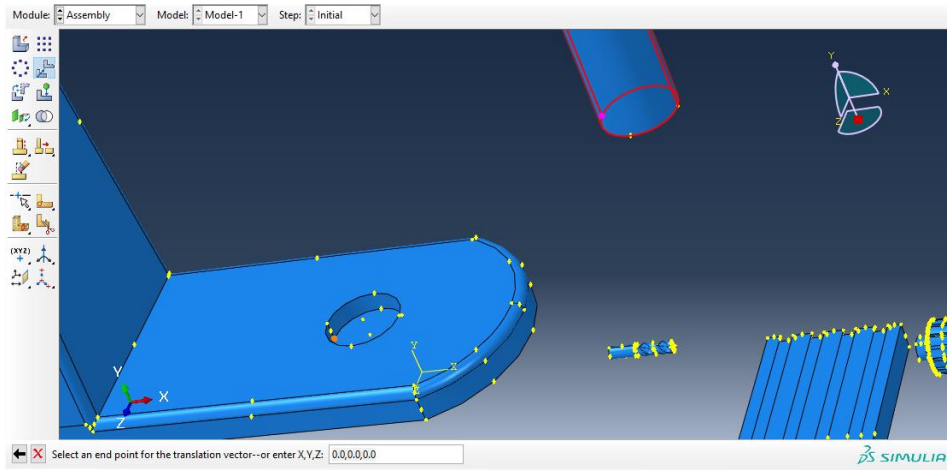 Module: Assembly Model: Model-1 Step: Initial
Y
X
Z
(XYZ)
Y
X
Y
X
Z
Select an end point for the translation vector--or enter X,Y,Z: 0.0,0.0,0.0
3S SIMULIA